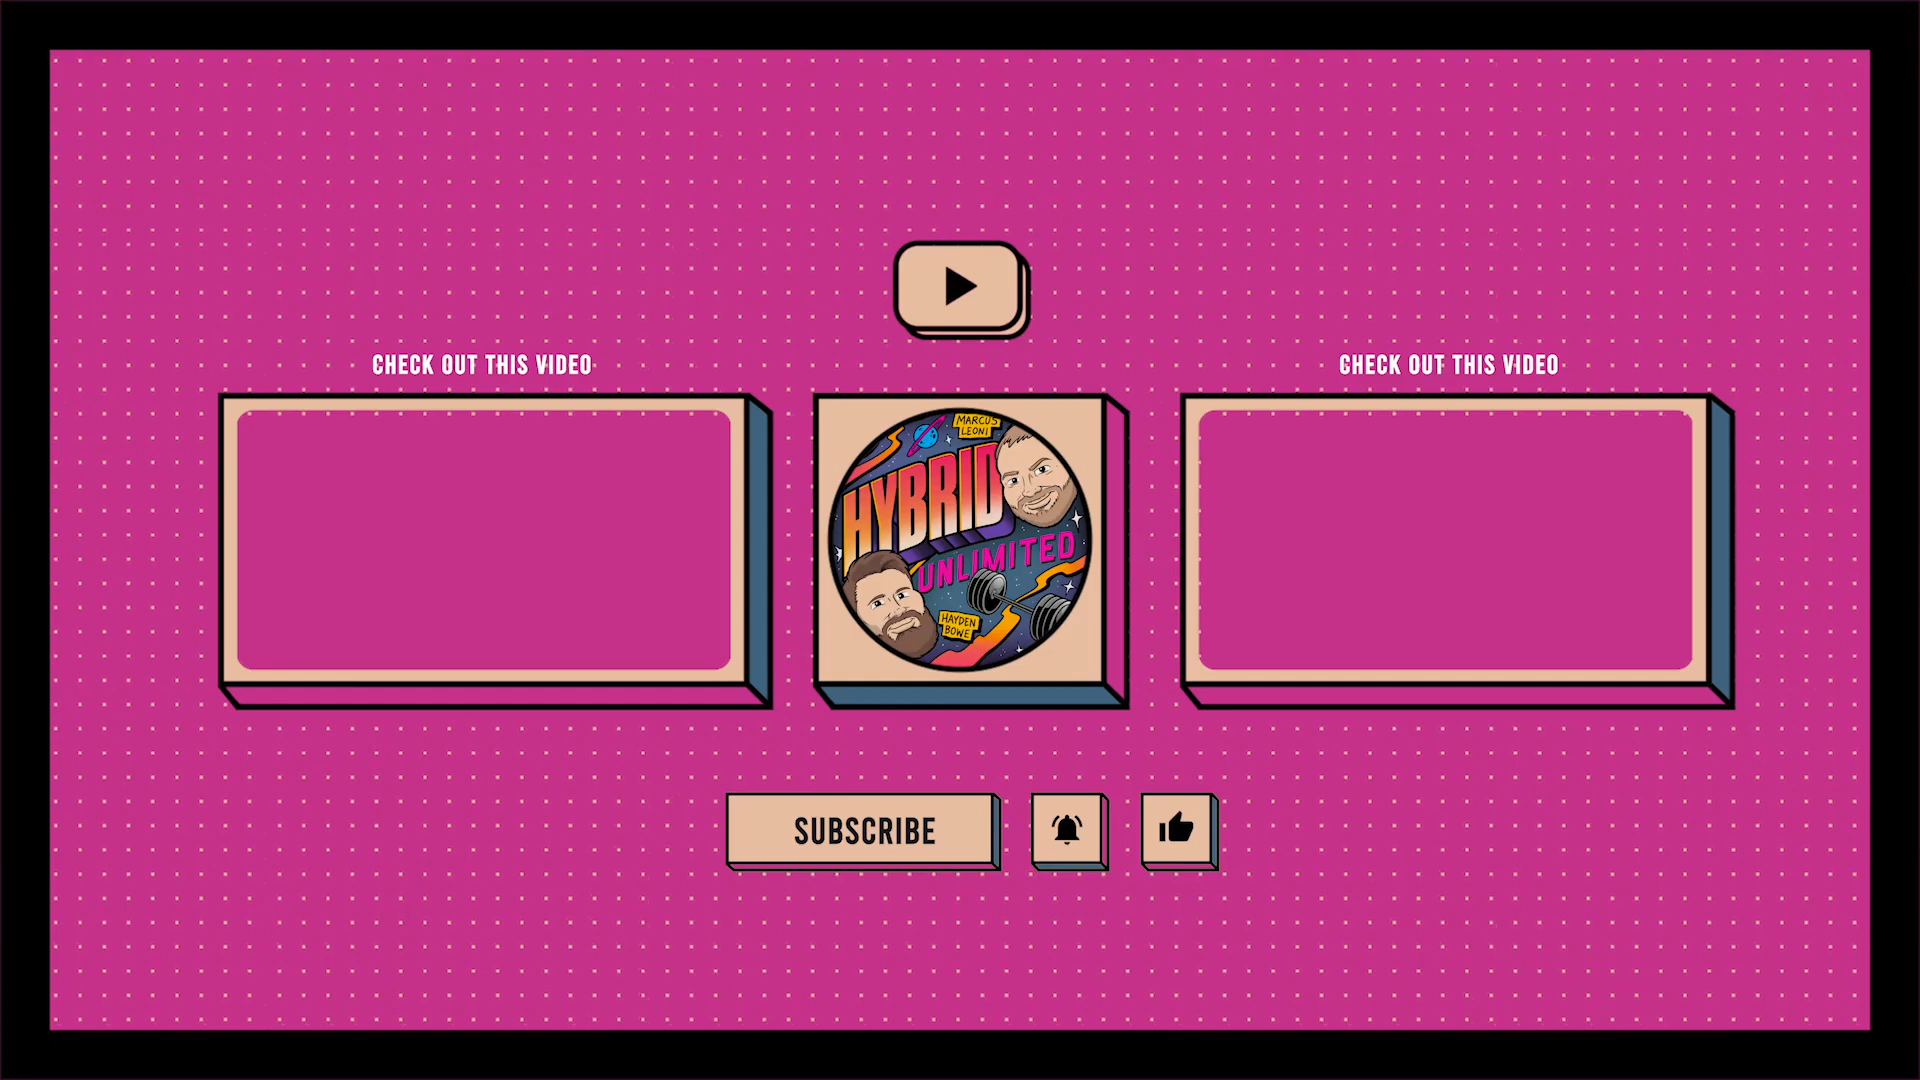 CHECK OUT THIS VIDEO
CHECK OUT THIS VIDEO
MARCUS
LEONI
HYBRID
UNLIMITED
HAYDEN
BOWE
SUBSCRIBE